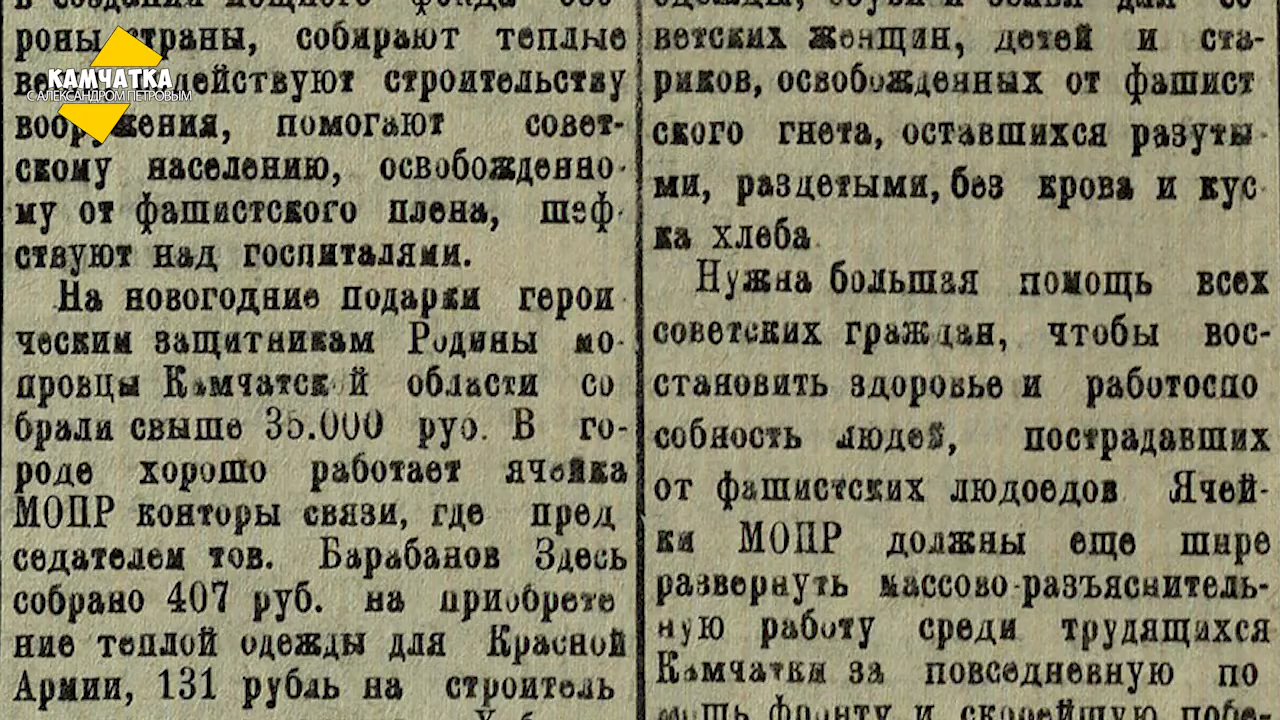 КАМЧАТКА
С АЛЕКСАНДРОМ ПЕТРОВЫМ
роны страны, собирают теплые
действуют строительству
вооружения, помогают совет-
скому населению, освобожденно-
му от фашистского плена, шеф-
ствуют над госпиталями.
На новогодние подарки герои
ческим защитникам Родины мо-
провцы Камчатской области со
брали свыше 35.000 руб. В го-
роде хорошо работает ячейка
МОПР конторы связи, где пред
седателем тов. Барабанов Здесь
собрано 407 руб. на приобрете
ние теплой одежды для Красной
Армии, 131 рубль на строитель
ветских женщин, детей и ста-
риков, освобожденных от фашист
ского гнета, оставшихся разуты-
ми, раздетыми, без крова и кус-
ка хлеба
Нужна большая помощь всех
советских граждан, чтобы вос-
становить здоровье и работоспо
собность людей, пострадавших
от фашистских людоедов Ячей-
ки МОПР должны еще шире
развернуть массово-разъяснитель-
ную работу среди трудящихся
Камчатки за повседневную по
мощь фронту и скорейшую побе-